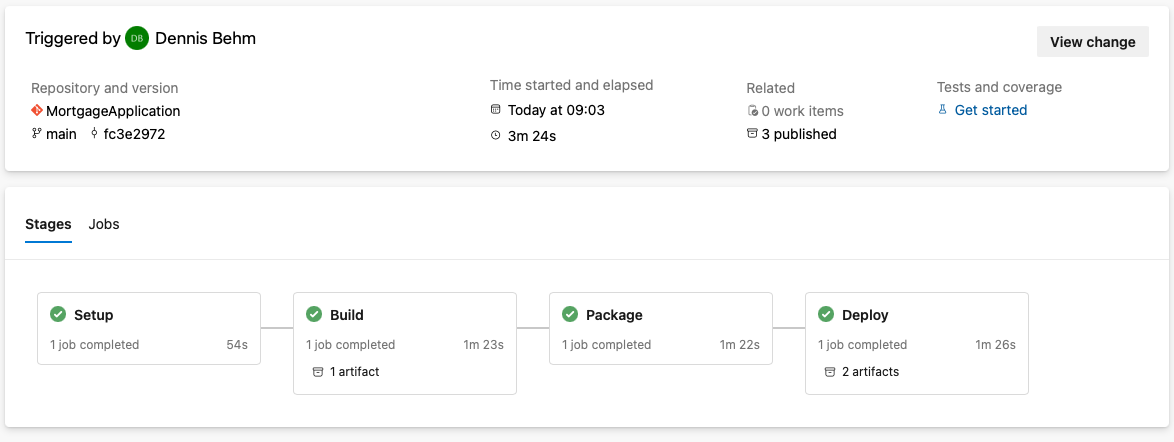 Triggered by DB Dennis Behm
View change
Repository and version
MortgageApplication
main fc3e2972
Time started and elapsed
Today at 09:03
3m 24s
Related
0 work items
3 published
Tests and coverage
Get started
Stages Jobs
Setup
1 job completed 54s
Build
1 job completed 1m 23s
1 artifact
Package
1 job completed 1m 22s
Deploy
1 job completed 1m 26s
2 artifacts